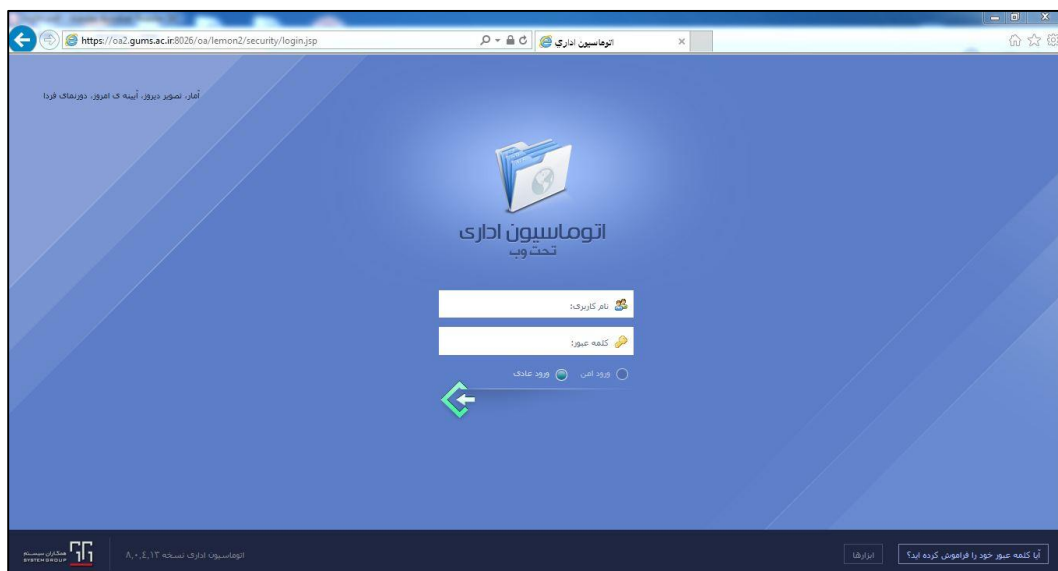 https://oa2.gums.ac.ir:8026/oa/lemon2/security/login.jsp
اتوماسیون اداری
آمار، تصویر دیروز، آیینه ی امروز، دورنمای فردا
اتوماسیون اداری
تحت وب
نام کاربری:
کلمه عبور:
ورود امن
ورود عادی
آیا کلمه عبور خود را فراموش کرده اید؟
ابزارها
اتوماسیون اداری نسخه ۸,۰,٤,۱۳
همکاران سیستم
SYSTEM GROUP